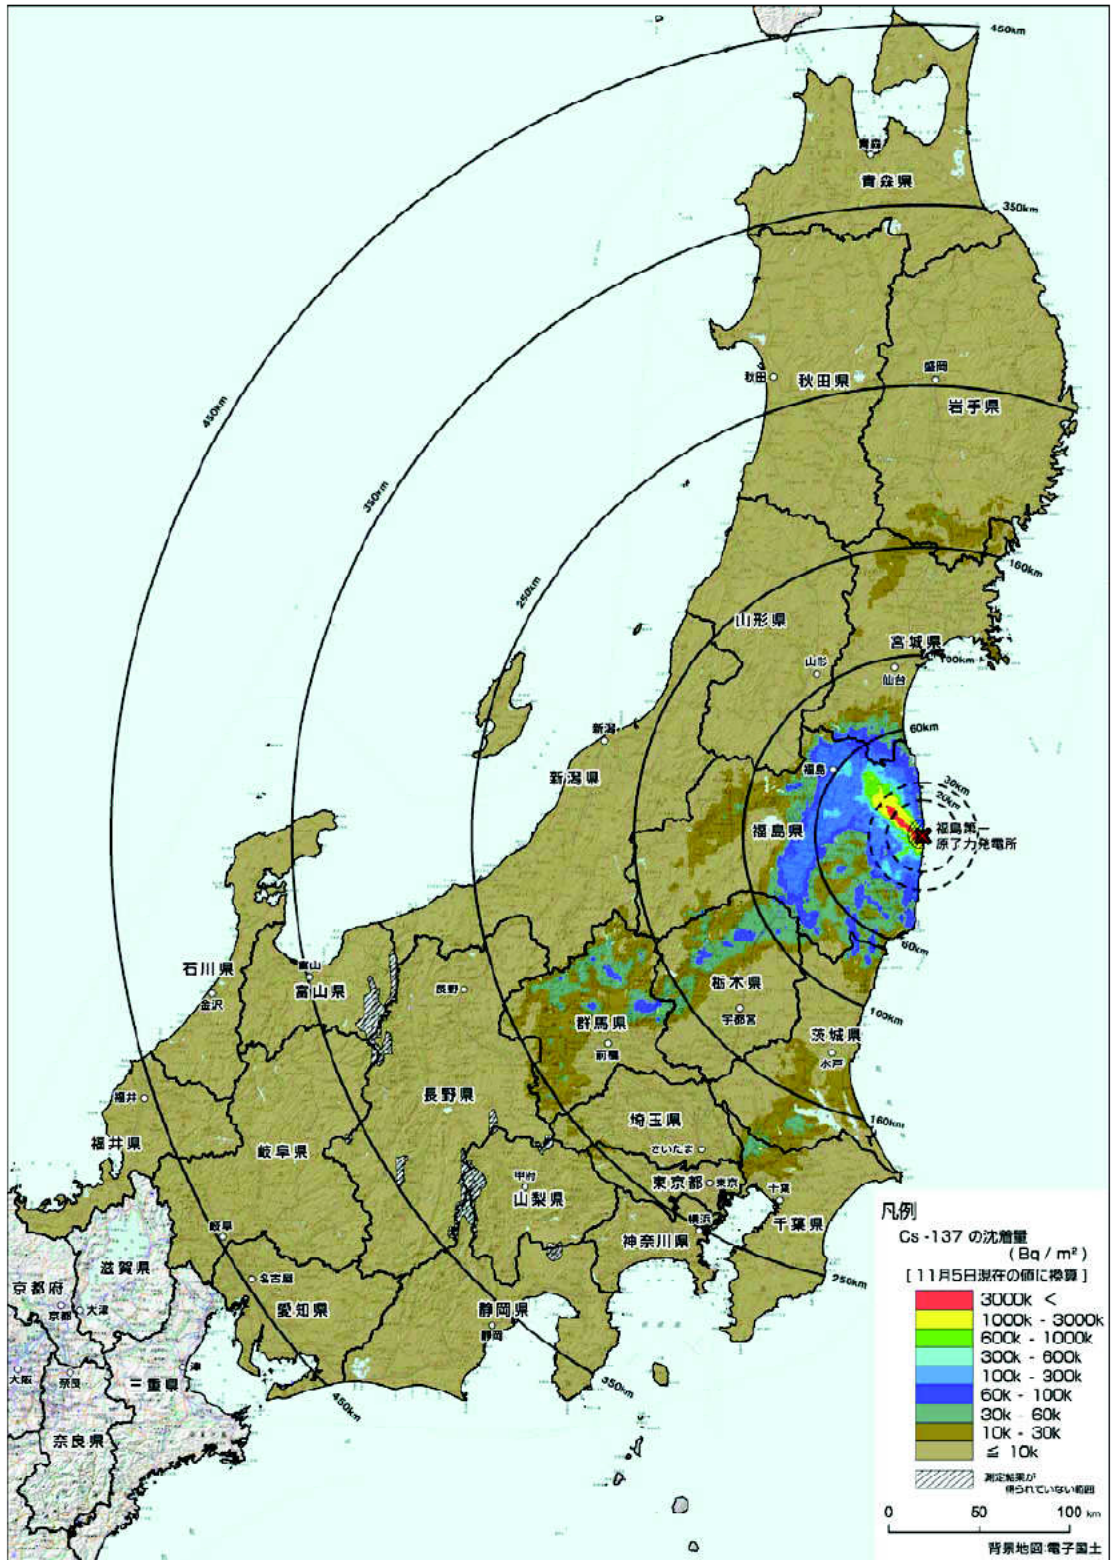 450km
青森
青森県
350km
秋田
秋田県
盛岡
岩手県
450km
350km
250km
160km
山形県
宮城県
山形
仙台
100km
60km
新潟
新潟県
福島
30km
20km
福島県
福島第一
原子力発電所
60km
石川県
富山
富山県
金沢
長野
栃木県
宇都宮
100km
群馬県
前橋
茨城県
水戸
長野県
福井
福井県
岐阜県
埼玉県
さいたま
160km
甲府
山梨県
東京都
東京
千葉
千葉県
横浜
神奈川県
岐阜
滋賀県
名古屋
愛知県
静岡県
静岡
250km
京都府
京都
大津
大阪
奈良
津
三重県
奈良県
450km
350km
凡例
Cs -137 の沈着量
( Bq / m² )
[ 11月5日現在の値に換算 ]
3000k <
1000k - 3000k
600k - 1000k
300k - 600k
100k - 300k
60k - 100k
30k - 60k
10k - 30k
≦ 10k
測定結果が
得られていない範囲
0 50 100 km
背景地図:電子国土